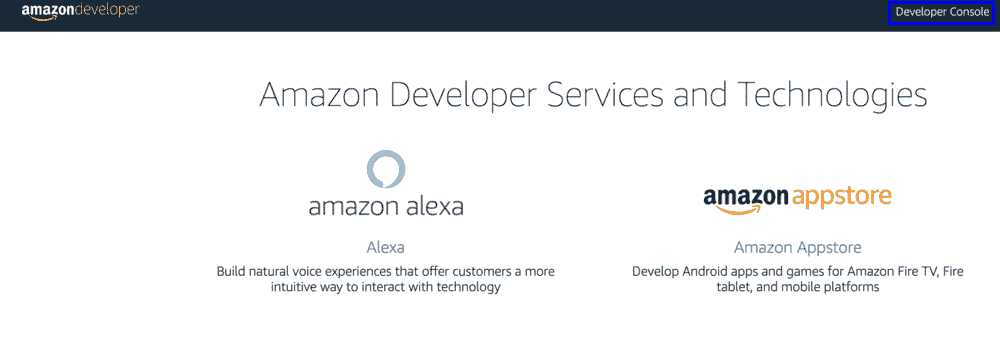 amazondeveloper
Developer Console
Amazon Developer Services and Technologies
amazon alexa
amazon appstore
Alexa
Amazon Appstore
Build natural voice experiences that offer customers a more
intuitive way to interact with technology
Develop Android apps and games for Amazon Fire TV, Fire
tablet, and mobile platforms